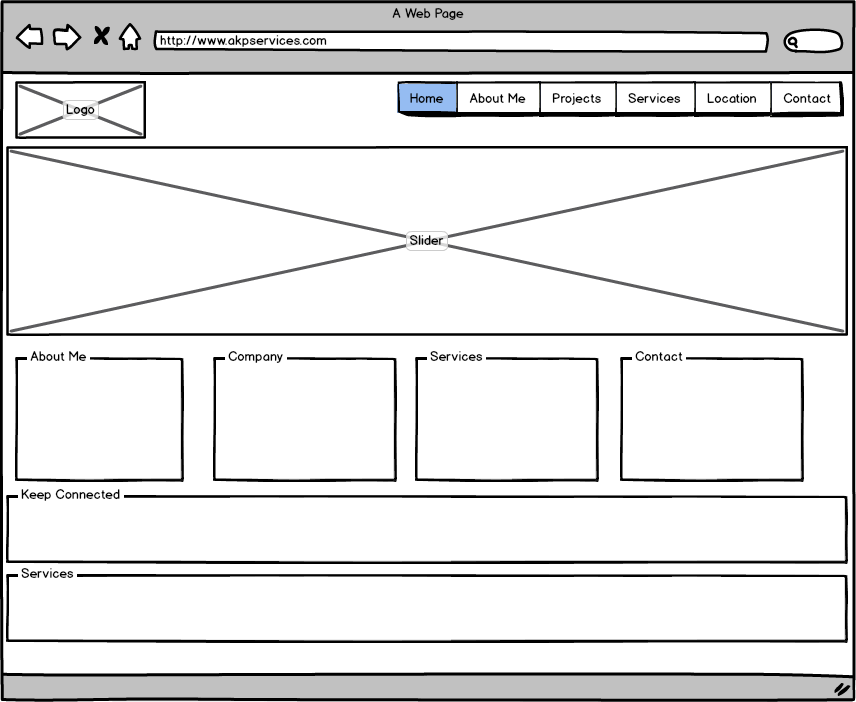 A Web Page
http://www.akpservices.com
Logo
Home About Me Projects Services Location Contact
Slider
About Me Company Services Contact
Keep Connected
Services